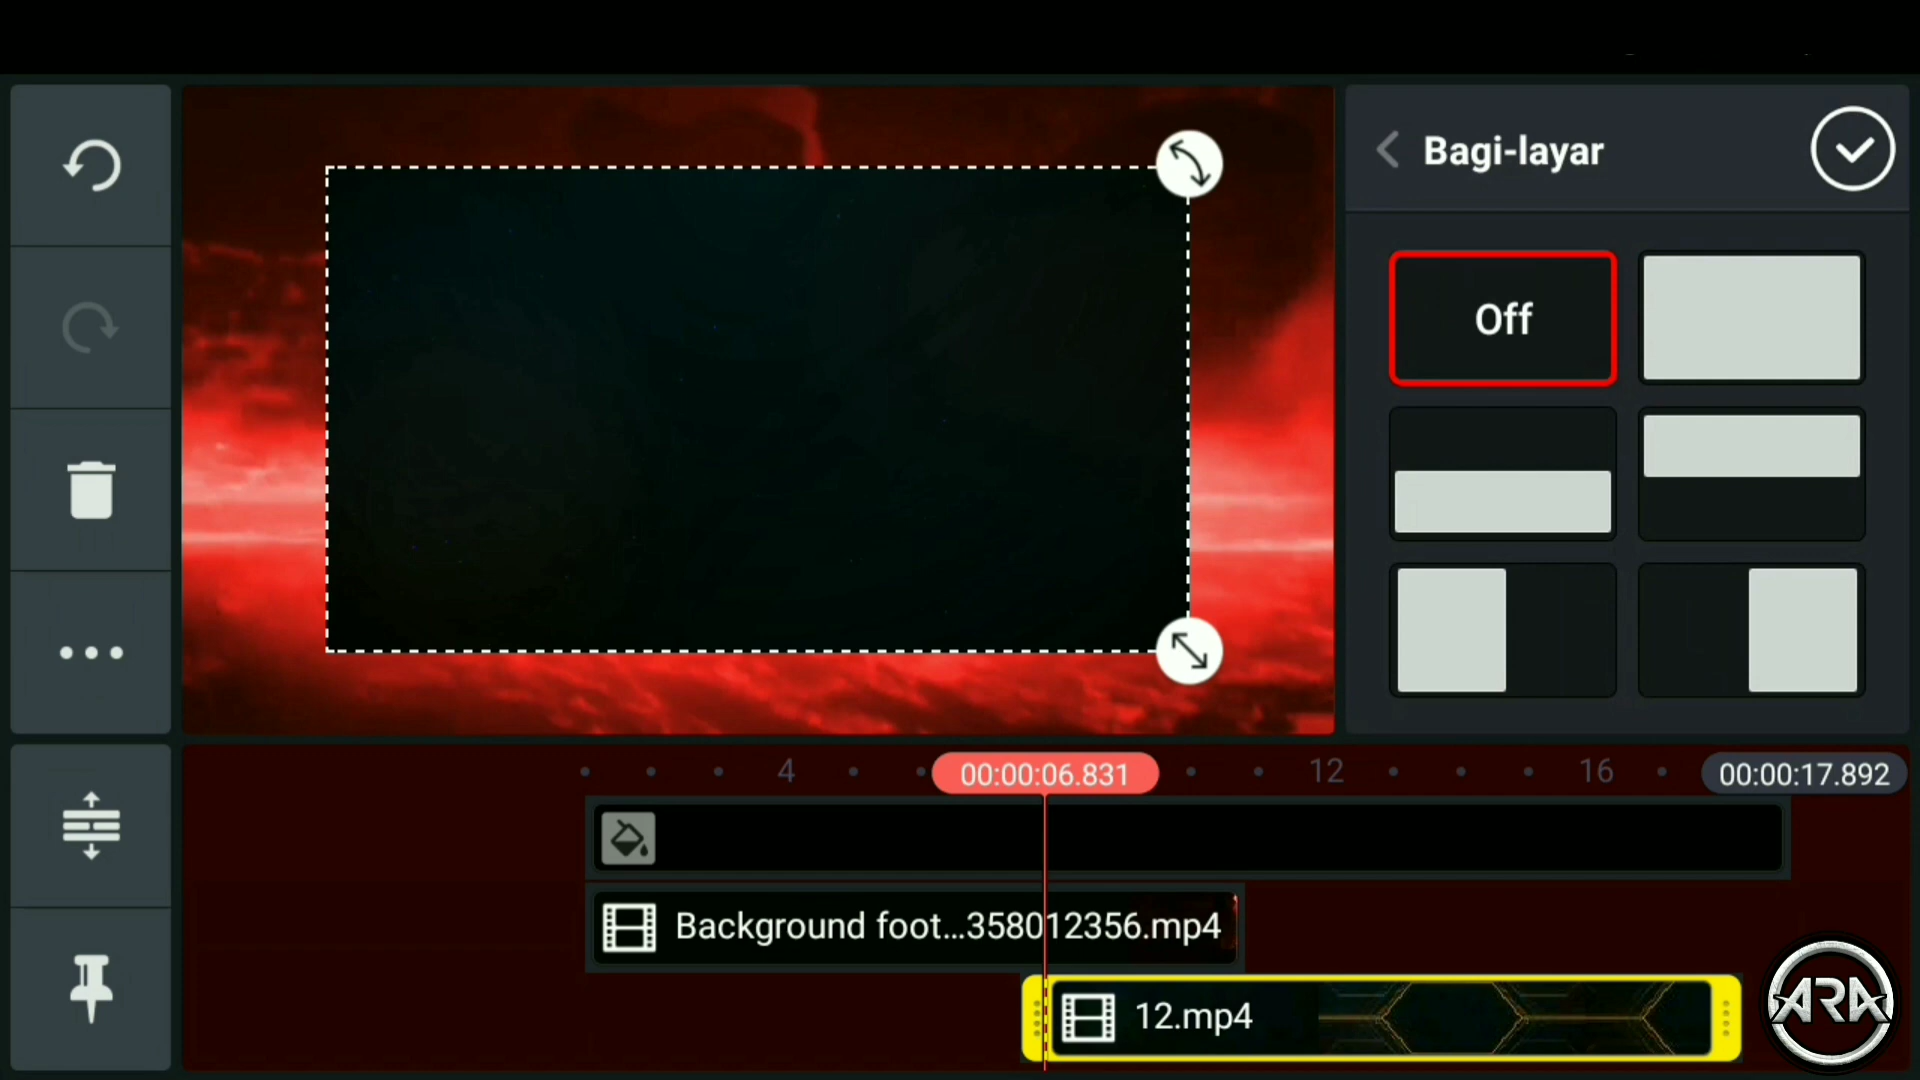 Bagi-layar
Off
4
00:00:06.831
12
16
00:00:17.892
Background foot...358012356.mp4
12.mp4
ARA